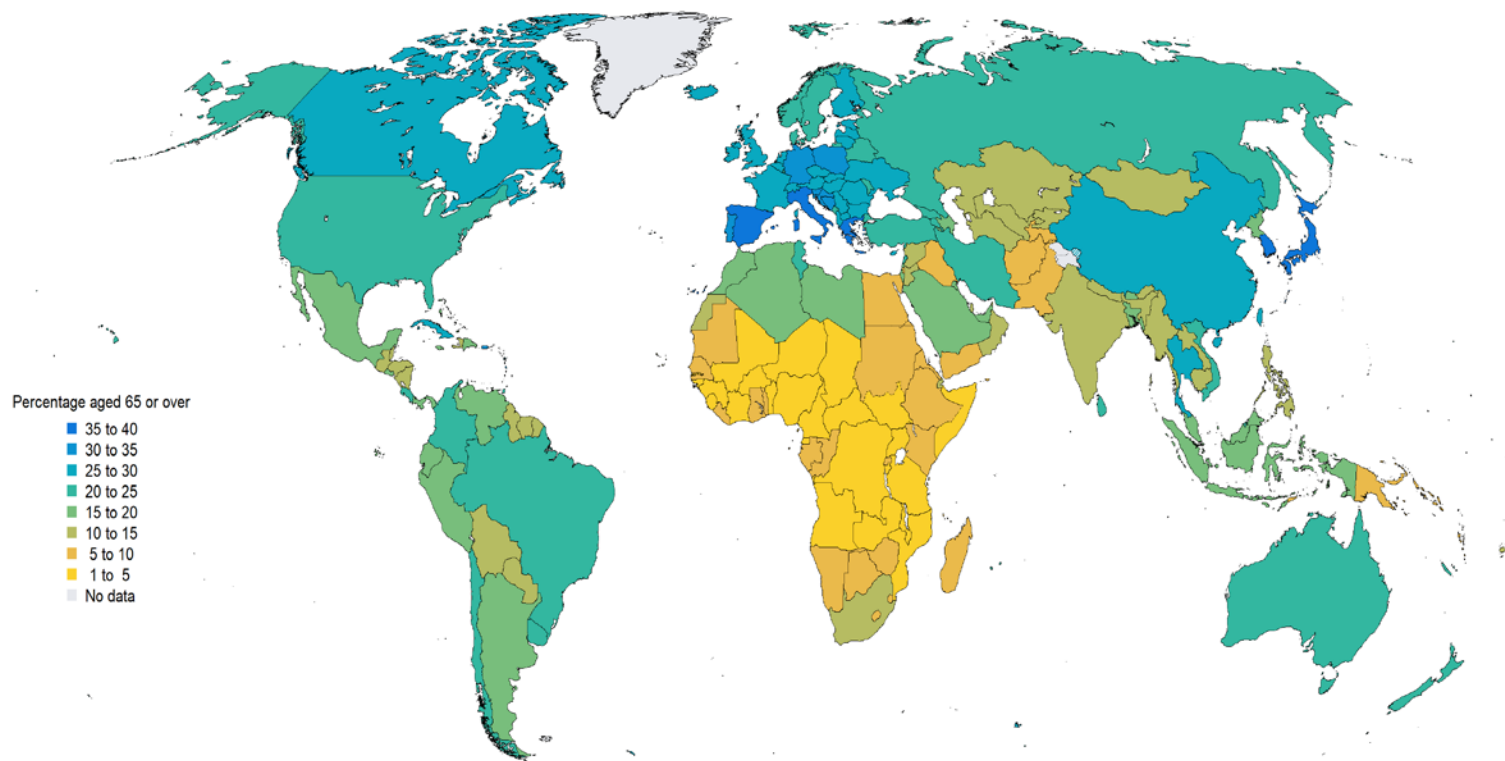 Percentage aged 65 or over
35 to 40
30 to 35
25 to 30
20 to 25
15 to 20
10 to 15
5 to 10
1 to 5
No data